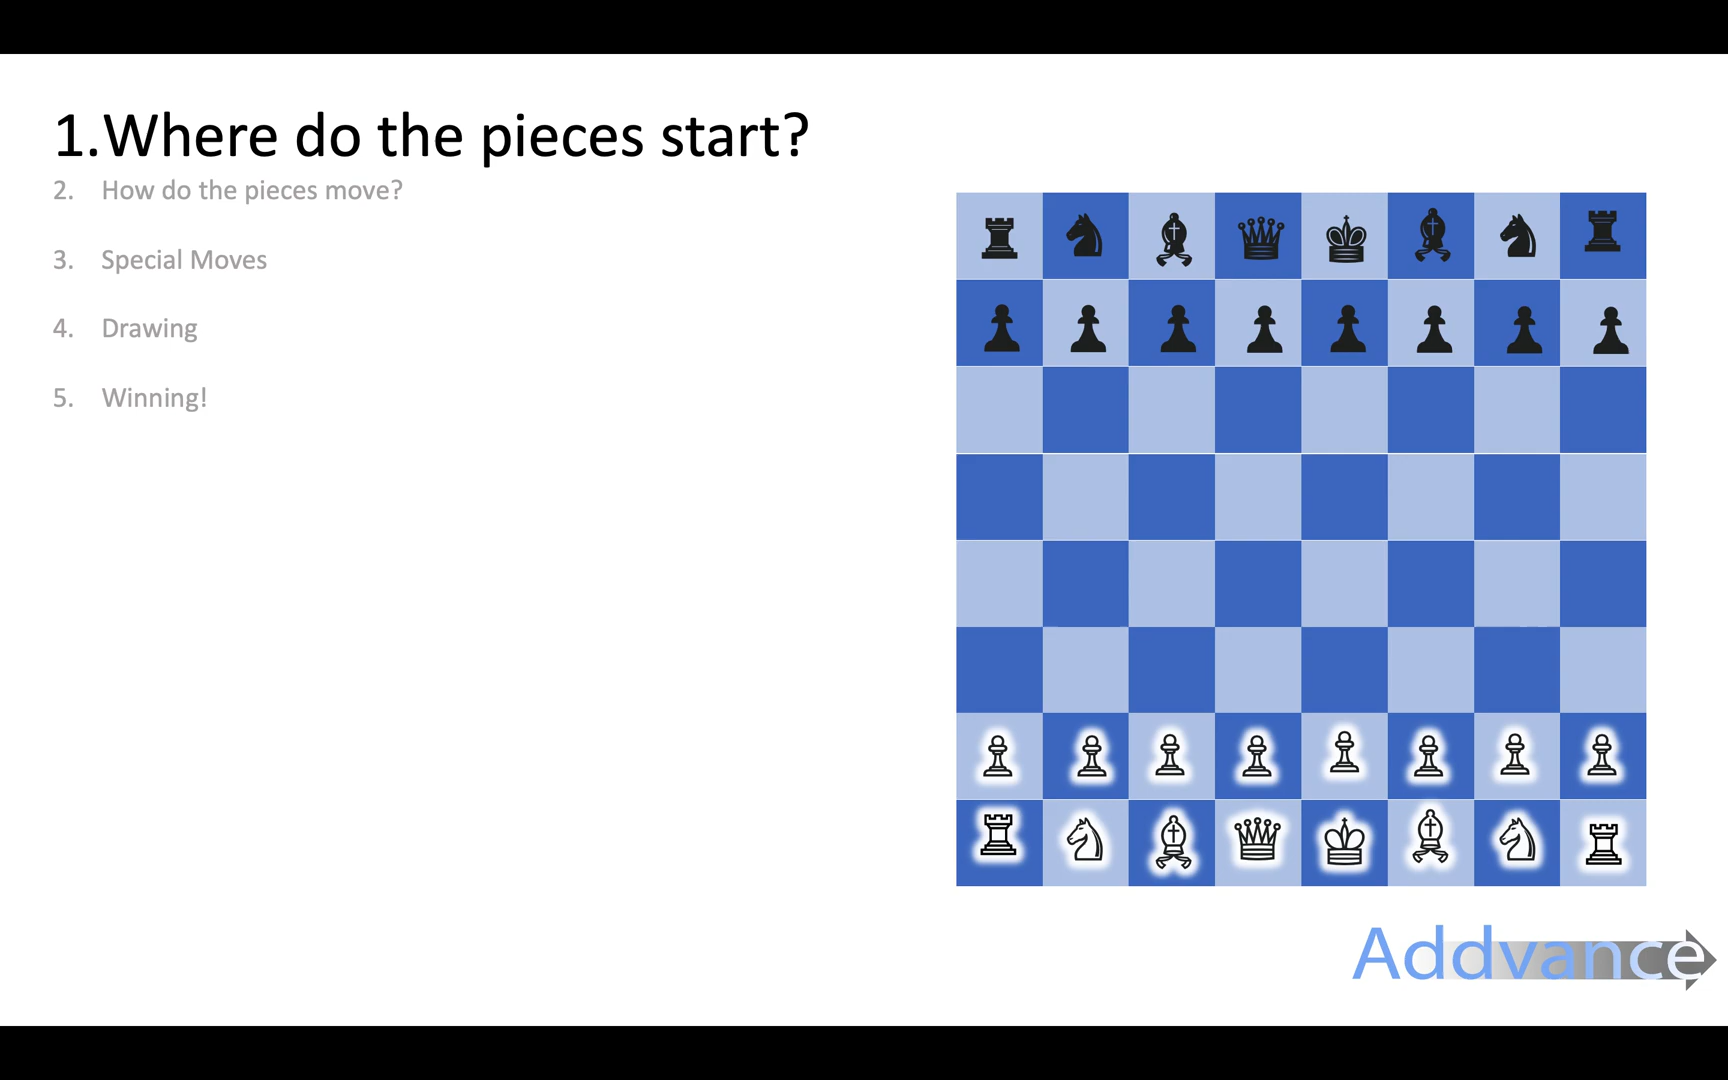 1.Where do the pieces start?
2. How do the pieces move?
3. Special Moves
4. Drawing
5. Winning!
Addvance